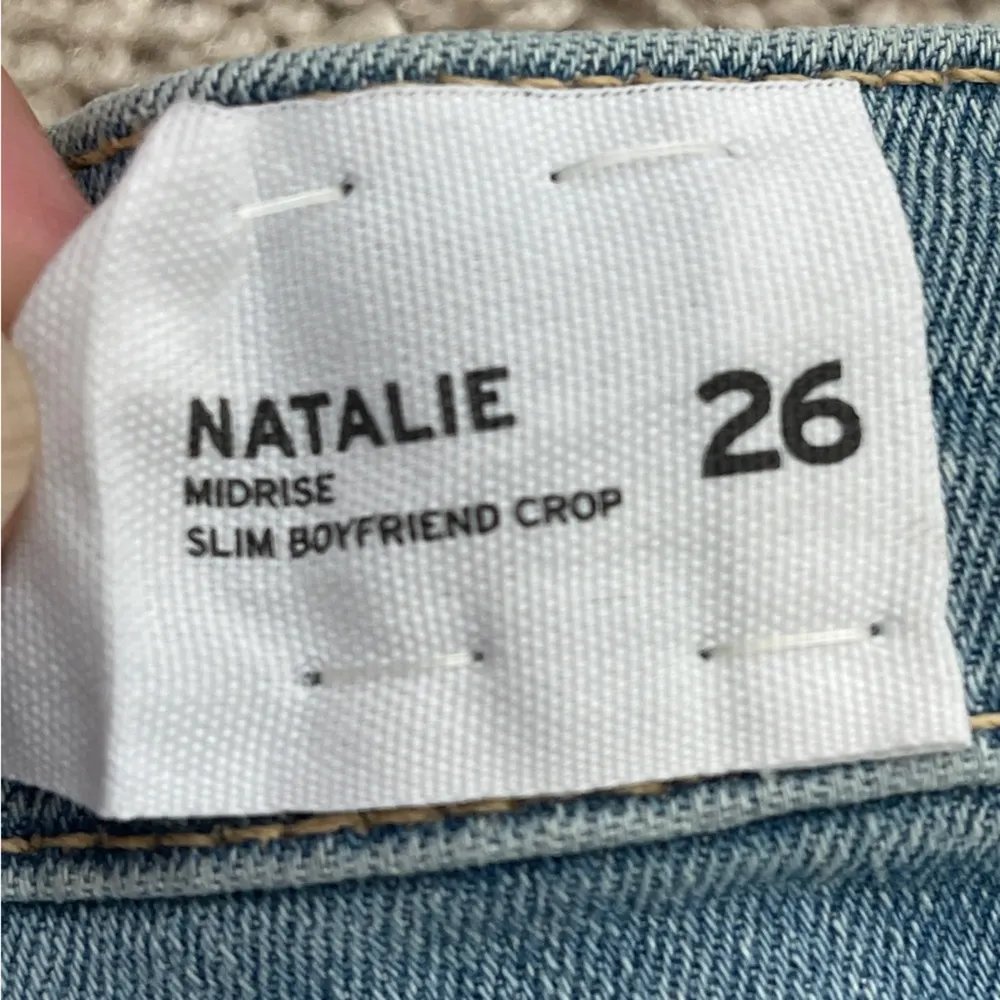 NATALIE 26
MIDRISE
SLIM BOYFRIEND CROP